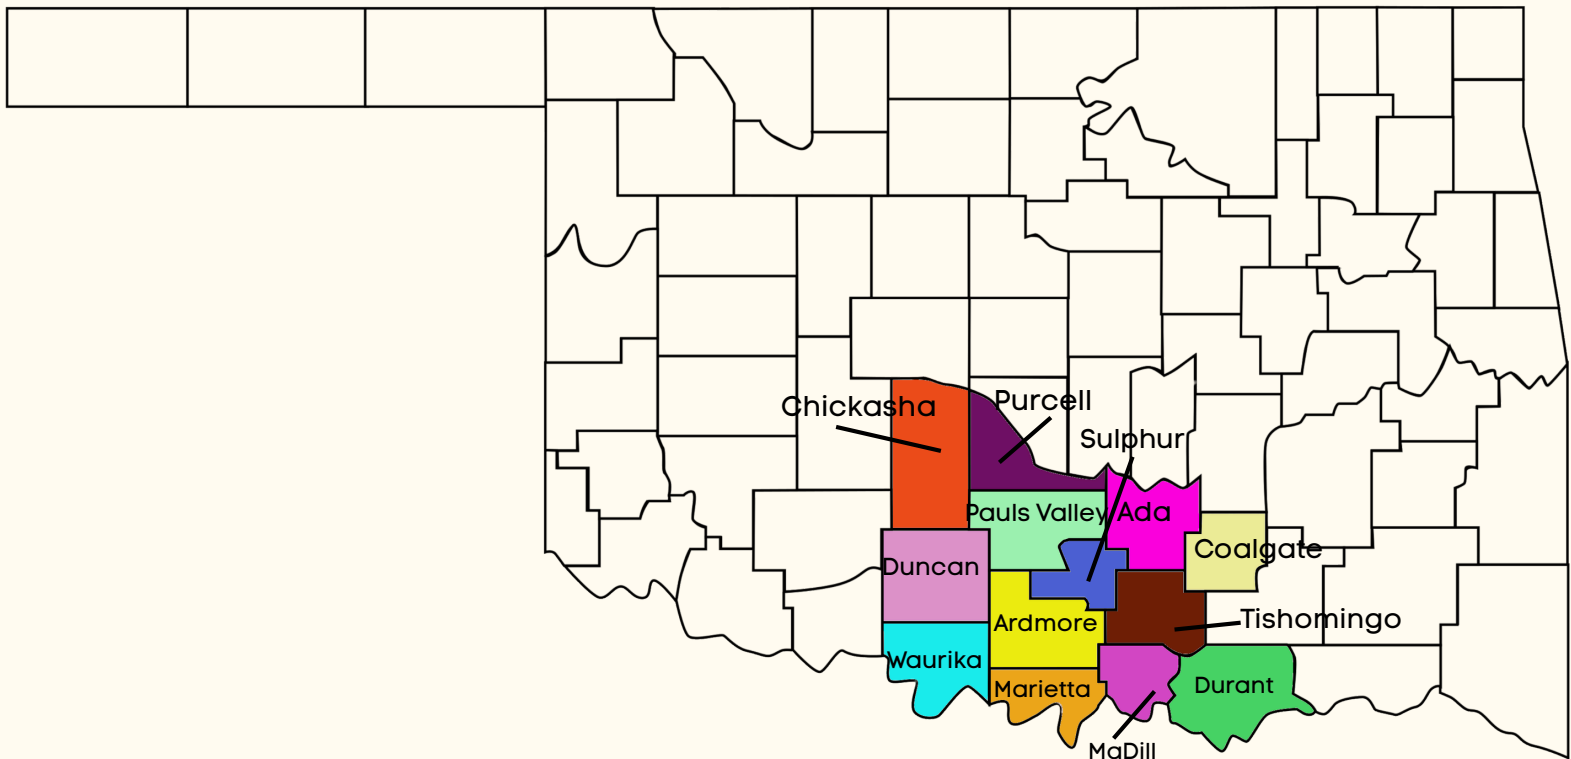 Chickasha
Purcell
Sulphur
Pauls Valley
Ada
Coalgate
Duncan
Ardmore
Tishomingo
Waurika
Marietta
Durant
MaDill